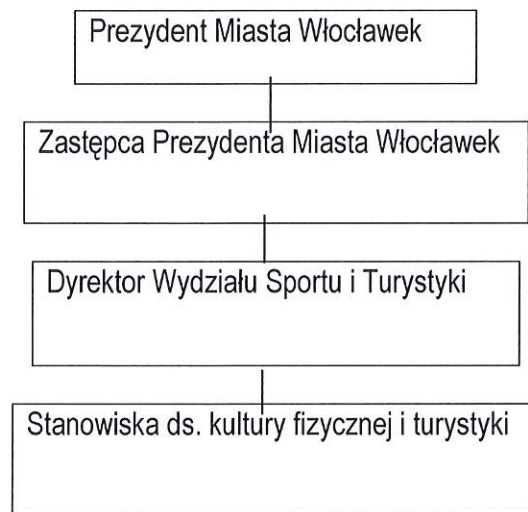 Prezydent Miasta Włocławek
Zastępca Prezydenta Miasta Włocławek
Dyrektor Wydziału Sportu i Turystyki
Stanowiska ds. kultury fizycznej i turystyki